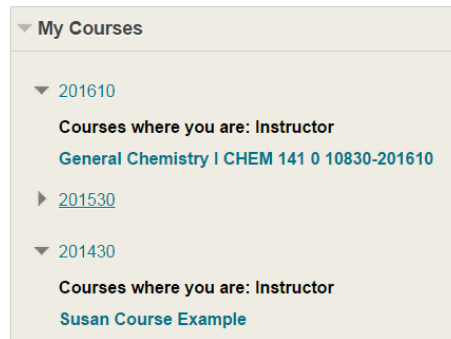 My Courses
201610
Courses where you are: Instructor
General Chemistry I CHEM 141 0 10830-201610
201530
201430
Courses where you are: Instructor
Susan Course Example